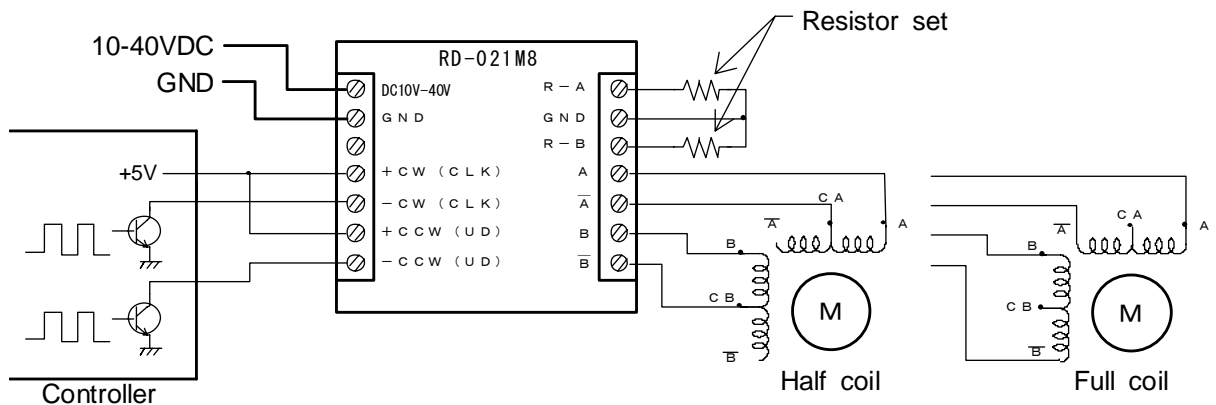 Resistor set
10-40VDC
GND
RD-021M8
DC10V-40V
GND
+CW (CLK)
-CW (CLK)
+CCW (UD)
-CCW (UD)
R-A
GND
R-B
A
A̅
B
B̅
+5V
Controller
CA
A̅
A
B
CB
B̅
M
Half coil
CA
A̅
A
B
CB
B̅
M
Full coil